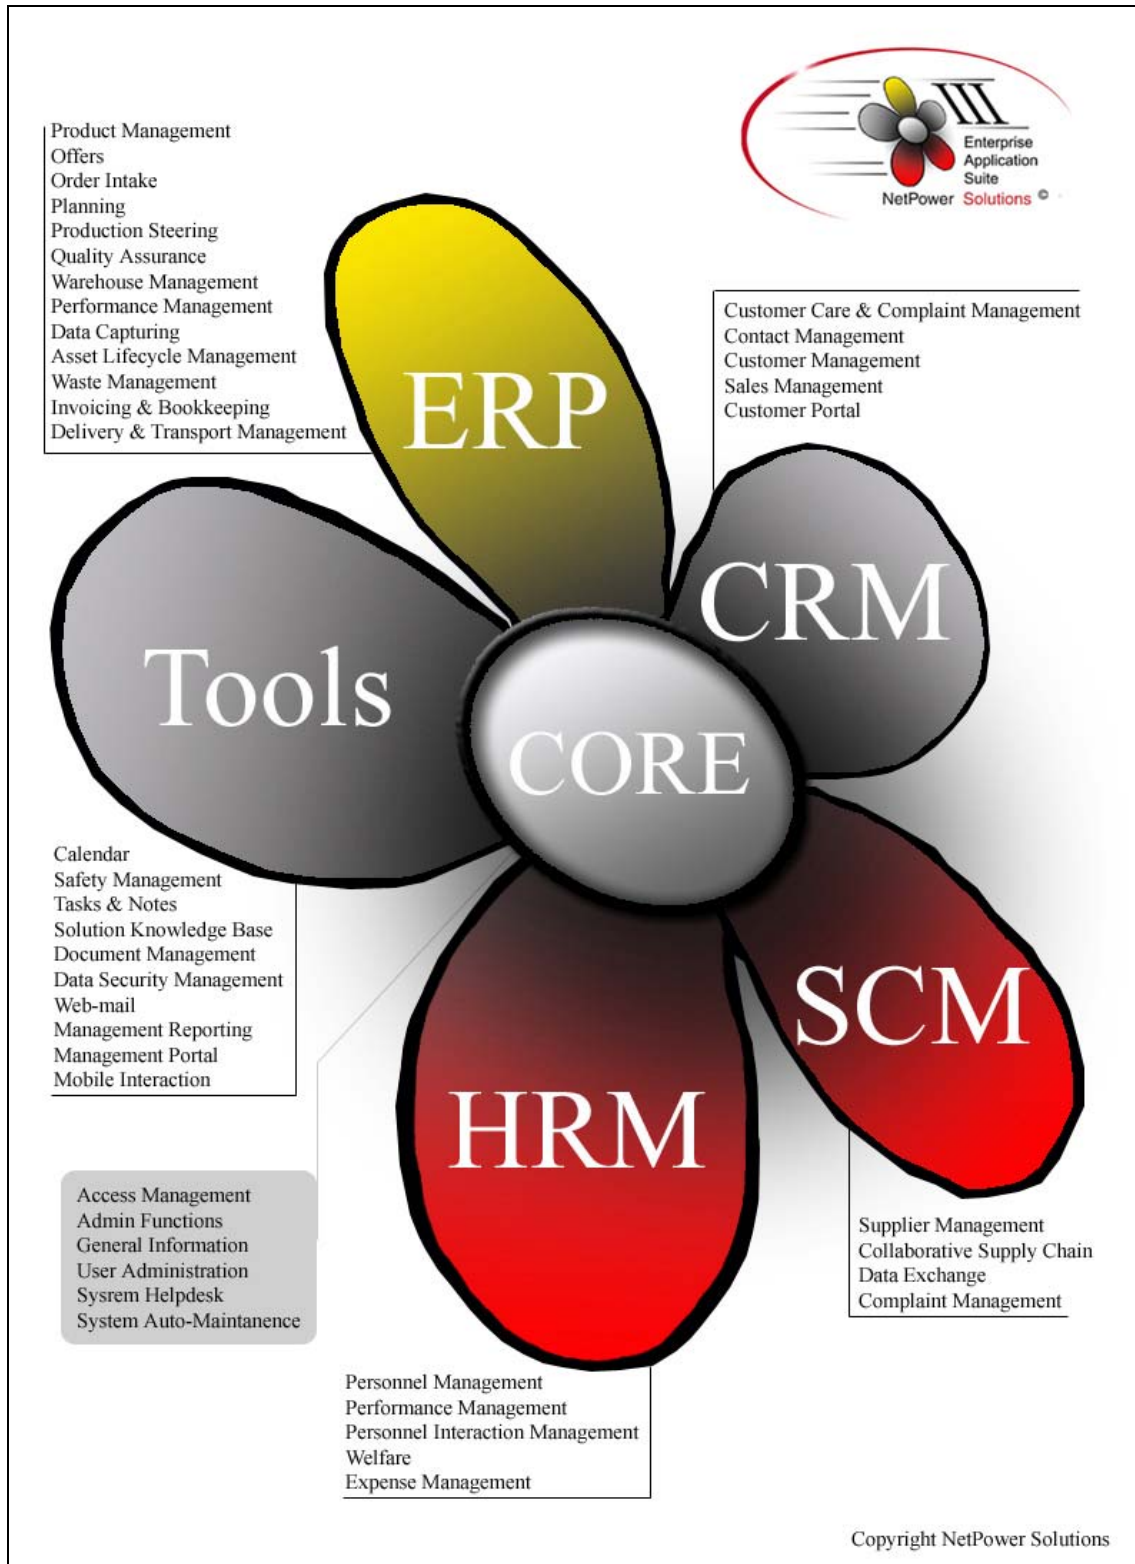 III
Enterprise
Application
Suite
NetPower Solutions ©
Product Management
Offers
Order Intake
Planning
Production Steering
Quality Assurance
Warehouse Management
Performance Management
Data Capturing
Asset Lifecycle Management
Waste Management
Invoicing & Bookkeeping
Delivery & Transport Management
ERP
Customer Care & Complaint Management
Contact Management
Customer Management
Sales Management
Customer Portal
CRM
Tools
CORE
Calendar
Safety Management
Tasks & Notes
Solution Knowledge Base
Document Management
Data Security Management
Web-mail
Management Reporting
Management Portal
Mobile Interaction
SCM
HRM
Access Management
Admin Functions
General Information
User Administration
Sysrem Helpdesk
System Auto-Maintanence
Supplier Management
Collaborative Supply Chain
Data Exchange
Complaint Management
Personnel Management
Performance Management
Personnel Interaction Management
Welfare
Expense Management
Copyright NetPower Solutions